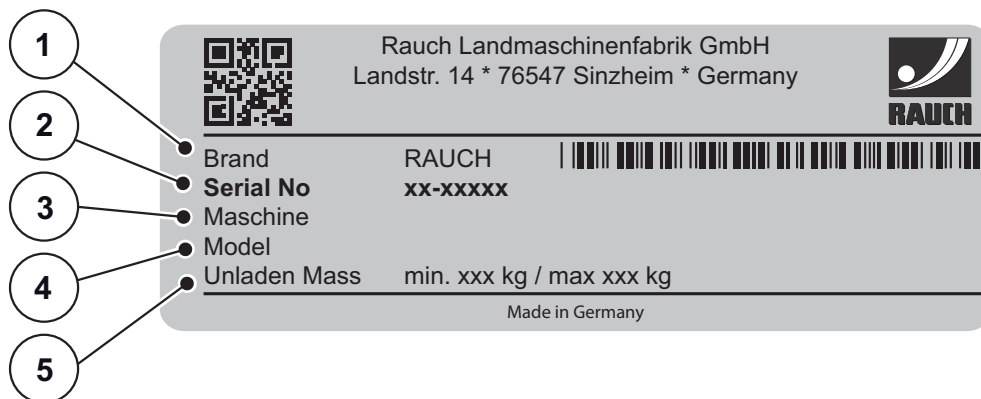 Rauch Landmaschinenfabrik GmbH
Landstr. 14 * 76547 Sinzheim * Germany
RAUCH
1
Brand RAUCH
2
Serial No xx-xxxxx
3
Maschine
4
Model
5
Unladen Mass min. xxx kg / max xxx kg
Made in Germany